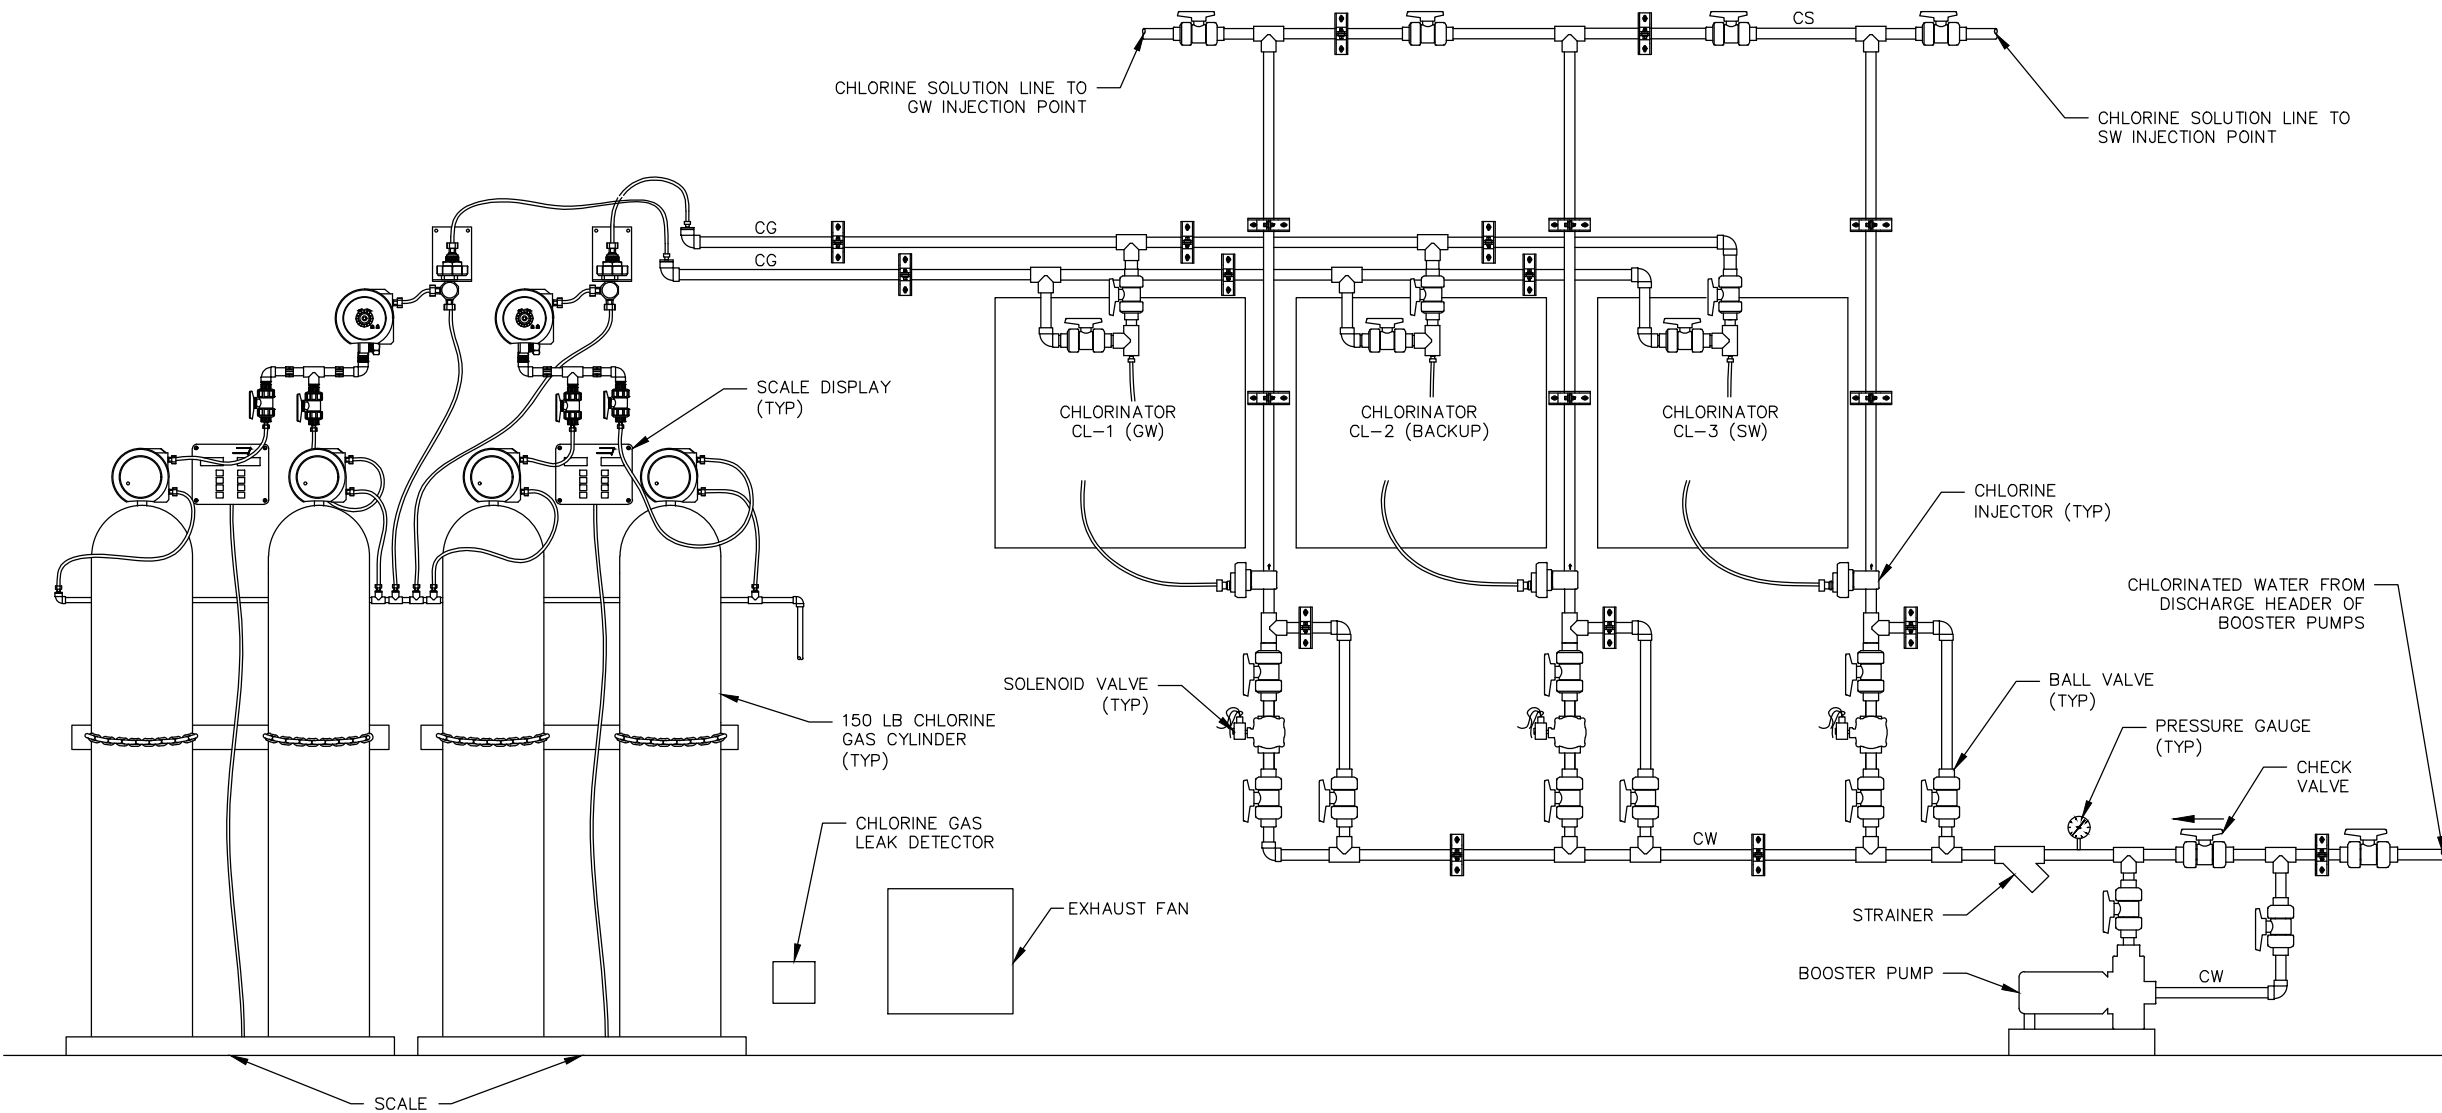 CS
CHLORINE SOLUTION LINE TO
GW INJECTION POINT
CHLORINE SOLUTION LINE TO
SW INJECTION POINT
CG
CG
SCALE DISPLAY
(TYP)
CHLORINATOR
CL-1 (GW)
CHLORINATOR
CL-2 (BACKUP)
CHLORINATOR
CL-3 (SW)
CHLORINE
INJECTOR (TYP)
CHLORINATED WATER FROM
DISCHARGE HEADER OF
BOOSTER PUMPS
SOLENOID VALVE
(TYP)
BALL VALVE
(TYP)
150 LB CHLORINE
GAS CYLINDER
(TYP)
PRESSURE GAUGE
(TYP)
CHECK
VALVE
CHLORINE GAS
LEAK DETECTOR
CW
EXHAUST FAN
STRAINER
BOOSTER PUMP
CW
SCALE